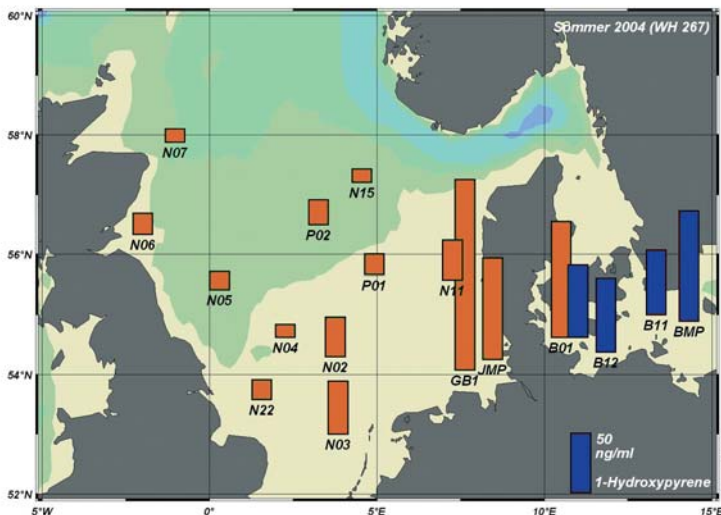 60°N
Sommer 2004 (WH 267)
58°N
N07
N15
P02
N06
56°N
P01
N11
N05
B11
BMP
N04
N02
B01
B12
54°N
GB1
JMP
N22
N03
50
ng/ml
1-Hydroxypyrene
52°N
5°W
0°
5°E
10°E
15°E